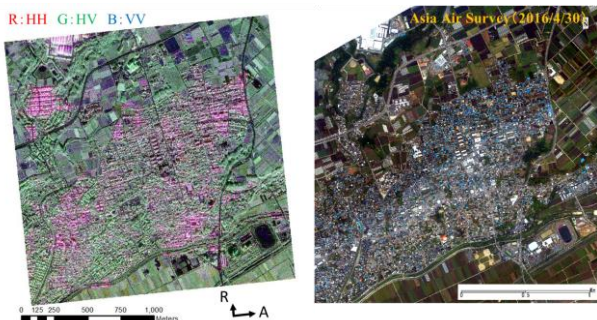 R: HH G: HV B: VV
Asia Air Survey (2016/4/30)
0 125 250 500 750 1,000
Meters
R
A